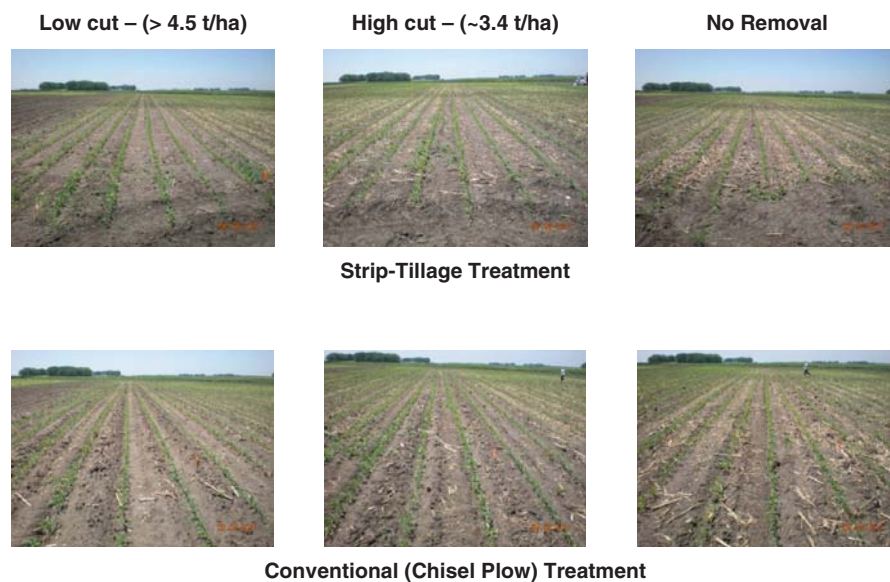 Low cut – (> 4.5 t/ha) High cut – (~3.4 t/ha) No Removal
Strip-Tillage Treatment
Conventional (Chisel Plow) Treatment